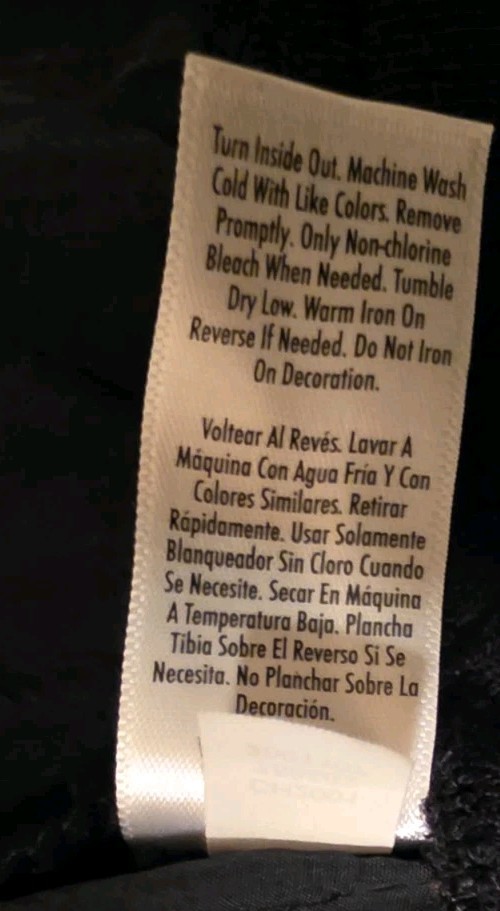 Turn Inside Out. Machine Wash
Cold With Like Colors. Remove
Promptly. Only Non-chlorine
Bleach When Needed. Tumble
Dry Low. Warm Iron On
Reverse If Needed. Do Not Iron
On Decoration.
Voltear Al Revés. Lavar A
Máquina Con Agua Fría Y Con
Colores Similares. Retirar
Rápidamente. Usar Solamente
Blanqueador Sin Cloro Cuando
Se Necesite. Secar En Máquina
A Temperatura Baja. Plancha
Tibia Sobre El Reverso Si Se
Necesita. No Planchar Sobre La
Decoración.